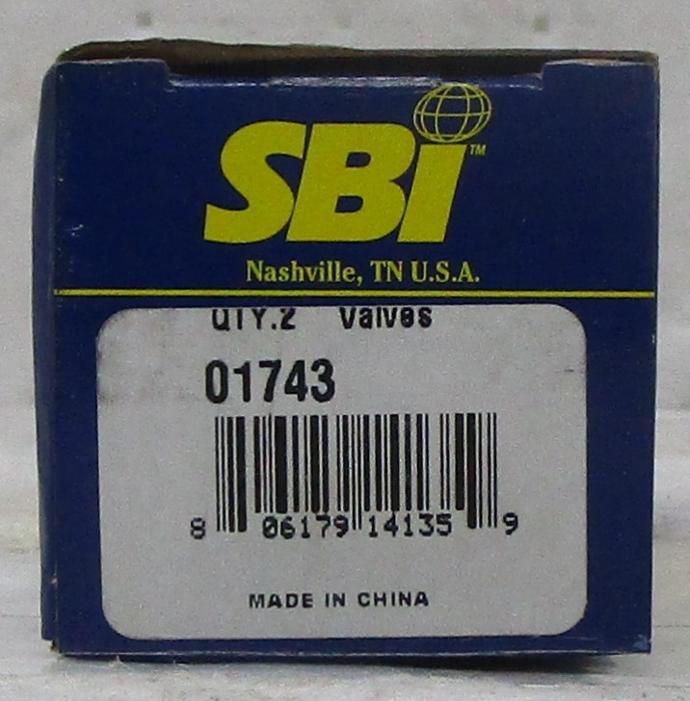 SBi™
Nashville, TN U.S.A.
QTY.2 Valves
01743
8 06179 14135 9
MADE IN CHINA